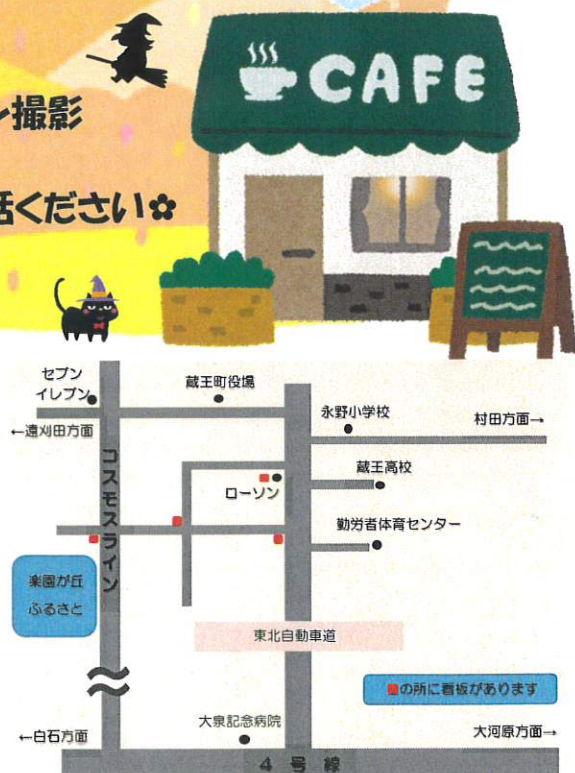 CAFE
ン撮影
話ください✿
セブン
イレブン
蔵王町役場
永野小学校
村田方面→
←遠刈田方面
コスモスライン
蔵王高校
ローソン
勤労者体育センター
楽園が丘
ふるさと
東北自動車道
■の所に看板があります
←白石方面
大泉記念病院
大河原方面→
4号線